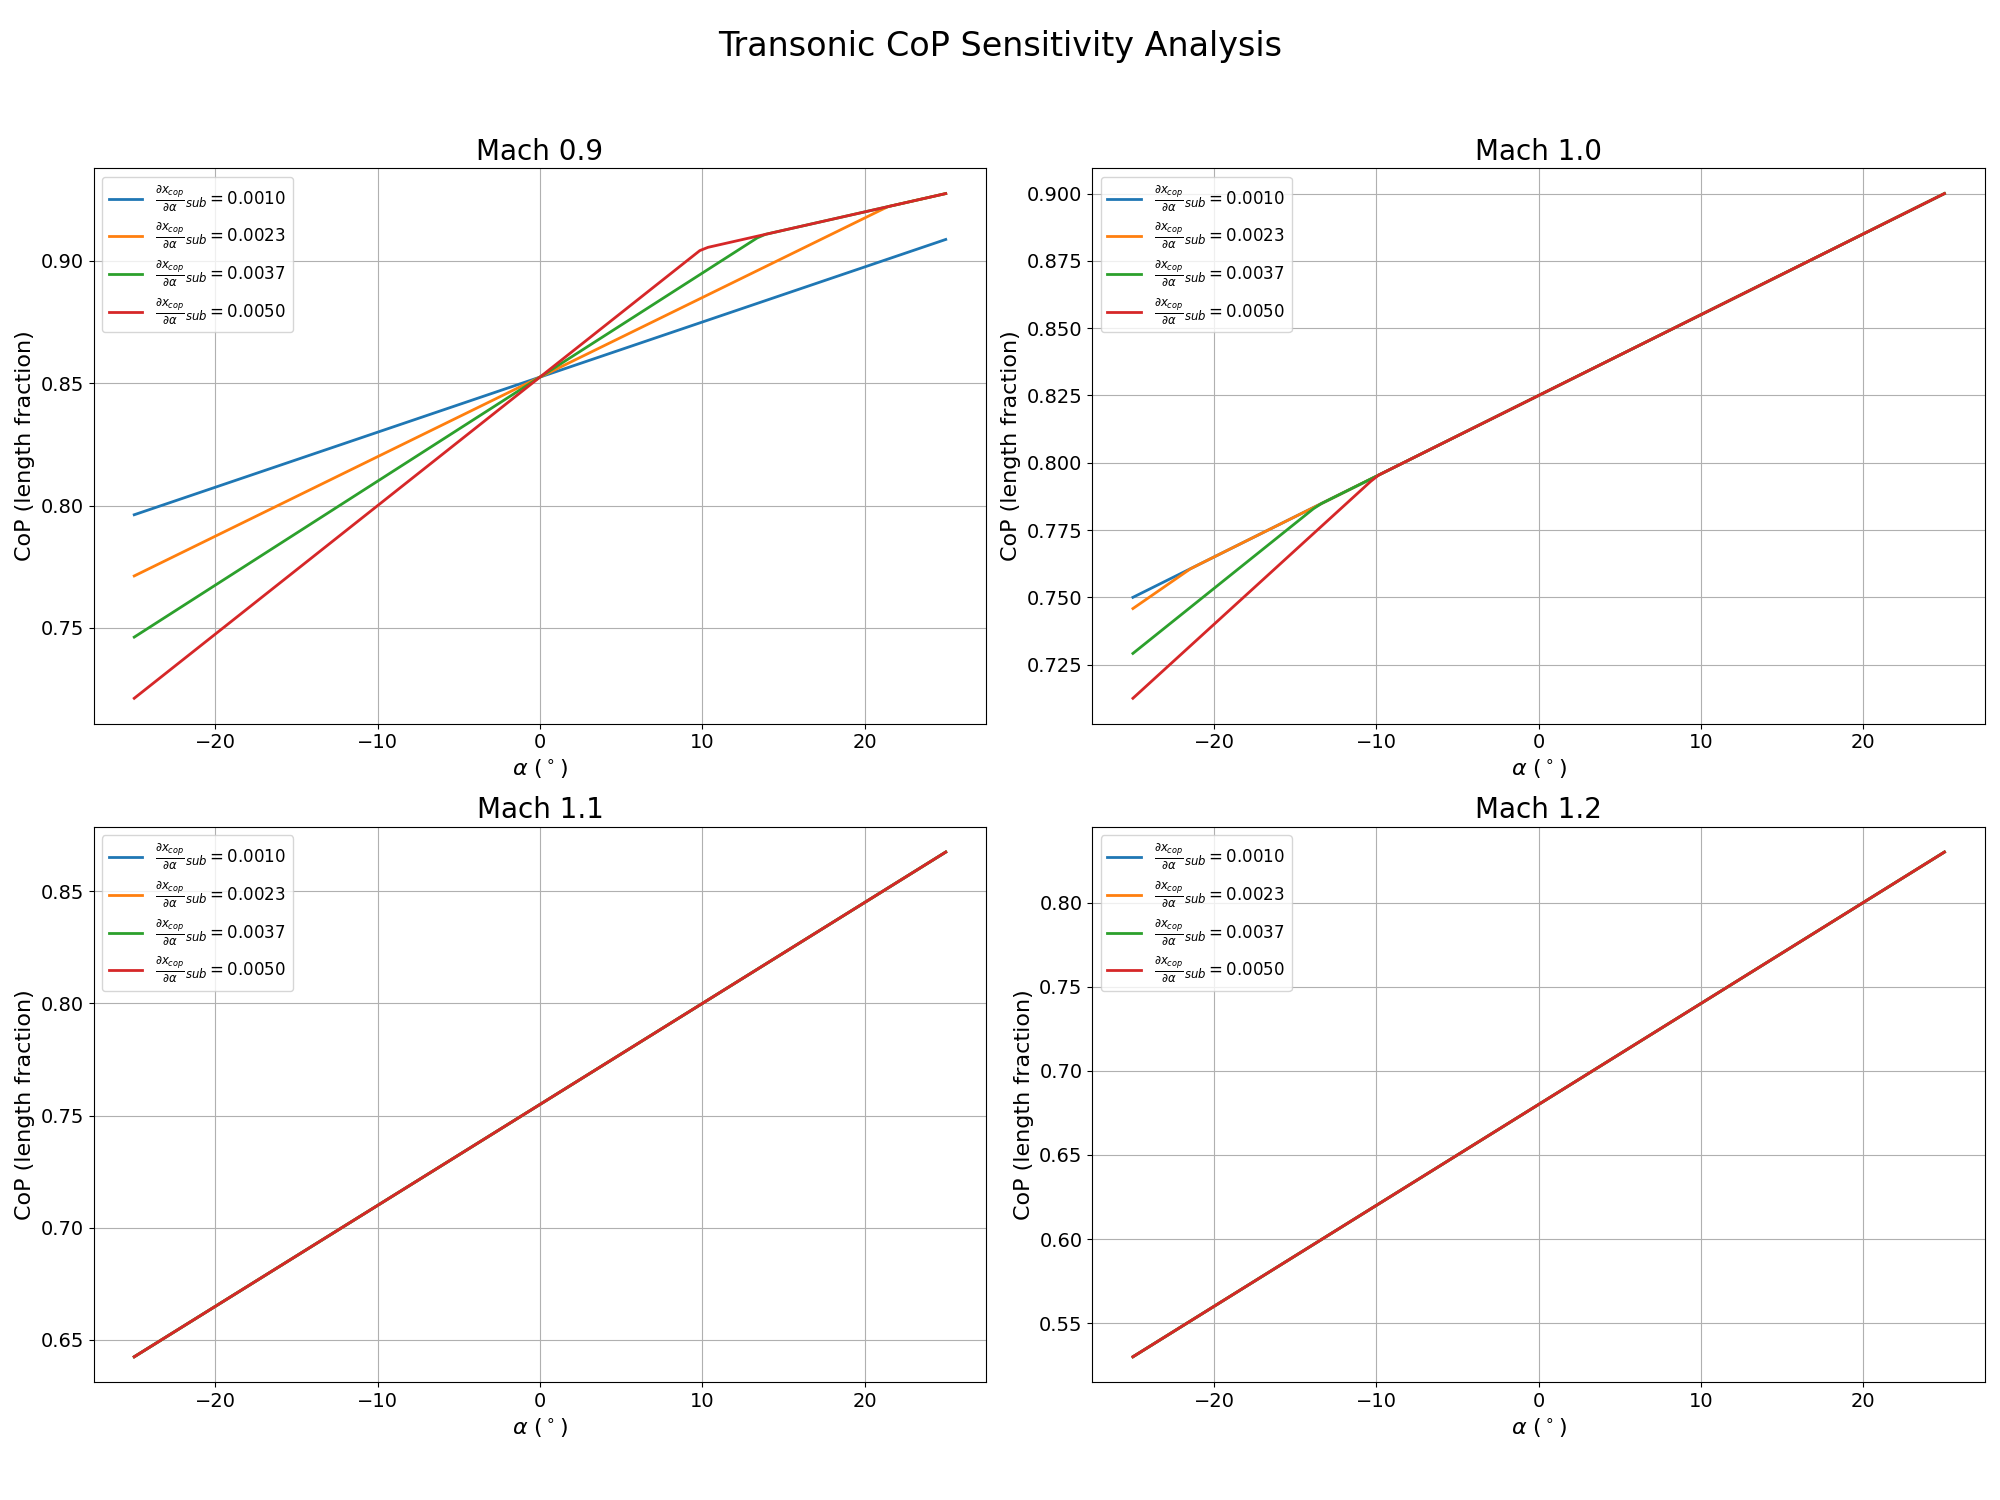 Transonic CoP Sensitivity Analysis
Mach 0.9
∂x_cop/∂α sub = 0.0010
∂x_cop/∂α sub = 0.0023
∂x_cop/∂α sub = 0.0037
∂x_cop/∂α sub = 0.0050
CoP (length fraction)
0.90
0.85
0.80
0.75
−20 −10 0 10 20
α (°)
Mach 1.0
∂x_cop/∂α sub = 0.0010
∂x_cop/∂α sub = 0.0023
∂x_cop/∂α sub = 0.0037
∂x_cop/∂α sub = 0.0050
CoP (length fraction)
0.900
0.875
0.850
0.825
0.800
0.775
0.750
0.725
−20 −10 0 10 20
α (°)
Mach 1.1
∂x_cop/∂α sub = 0.0010
∂x_cop/∂α sub = 0.0023
∂x_cop/∂α sub = 0.0037
∂x_cop/∂α sub = 0.0050
CoP (length fraction)
0.85
0.80
0.75
0.70
0.65
−20 −10 0 10 20
α (°)
Mach 1.2
∂x_cop/∂α sub = 0.0010
∂x_cop/∂α sub = 0.0023
∂x_cop/∂α sub = 0.0037
∂x_cop/∂α sub = 0.0050
CoP (length fraction)
0.80
0.75
0.70
0.65
0.60
0.55
−20 −10 0 10 20
α (°)